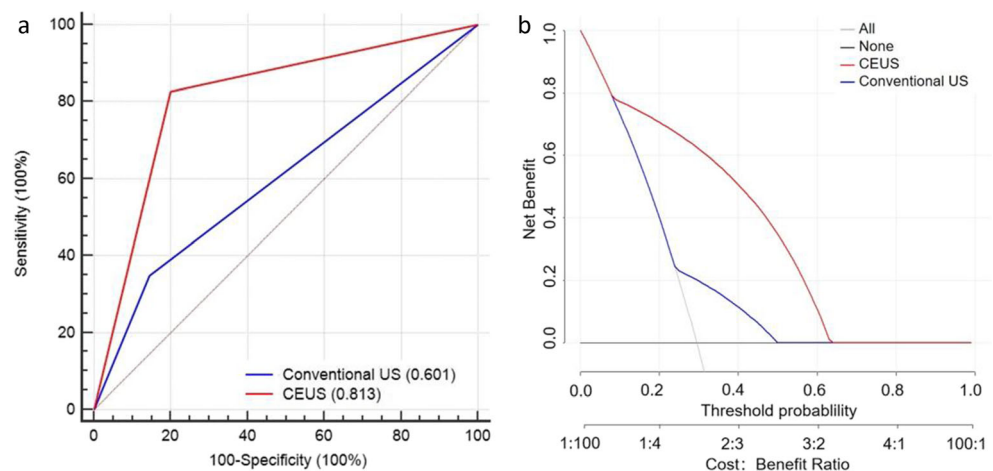 a
100
80
60
40
20
0
Sensitivity (100%)
Conventional US (0.601)
CEUS (0.813)
0 20 40 60 80 100
100-Specificity (100%)
b
1.0
0.8
0.6
0.4
0.2
0.0
Net Benefit
All
None
CEUS
Conventional US
0.0 0.2 0.4 0.6 0.8 1.0
Threshold probablility
1:100 1:4 2:3 3:2 4:1 100:1
Cost: Benefit Ratio